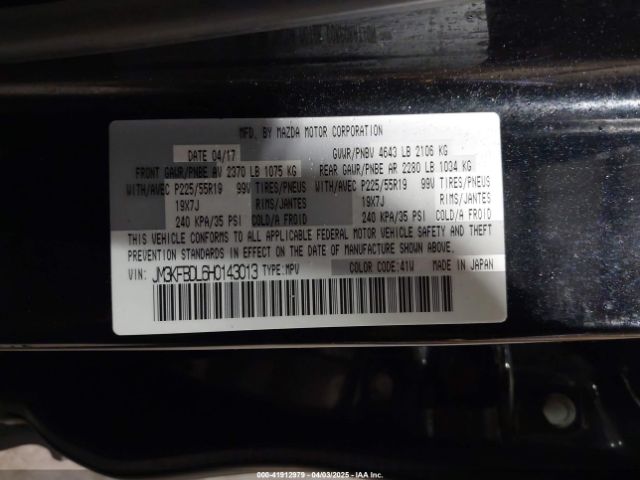 MFD. BY MAZDA MOTOR CORPORATION
DATE 04/17 GVWR/PNBV 4643 LB 2106 KG
FRONT GAWR/PNBE AV 2370 LB 1075 KG REAR GAWR/PNBE AR 2280 LB 1034 KG
WITH/AVEC P225/55R19 99V TIRES/PNEUS WITH/AVEC P225/55R19 99V TIRES/PNEUS
19X7J RIMS/JANTES 19X7J RIMS/JANTES
240 KPA/35 PSI COLD/A FROID 240 KPA/35 PSI COLD/A FROID
THIS VEHICLE CONFORMS TO ALL APPLICABLE FEDERAL MOTOR VEHICLE SAFETY AND THEFT
PREVENTION STANDARDS IN EFFECT ON THE DATE OF MANUFACTURE SHOWN ABOVE.
VIN: JM3KFBDL6H0143013 TYPE: MPV COLOR CODE: 41W MADE IN JAPAN
000-41912979 - 04/03/2025 - IAA Inc.